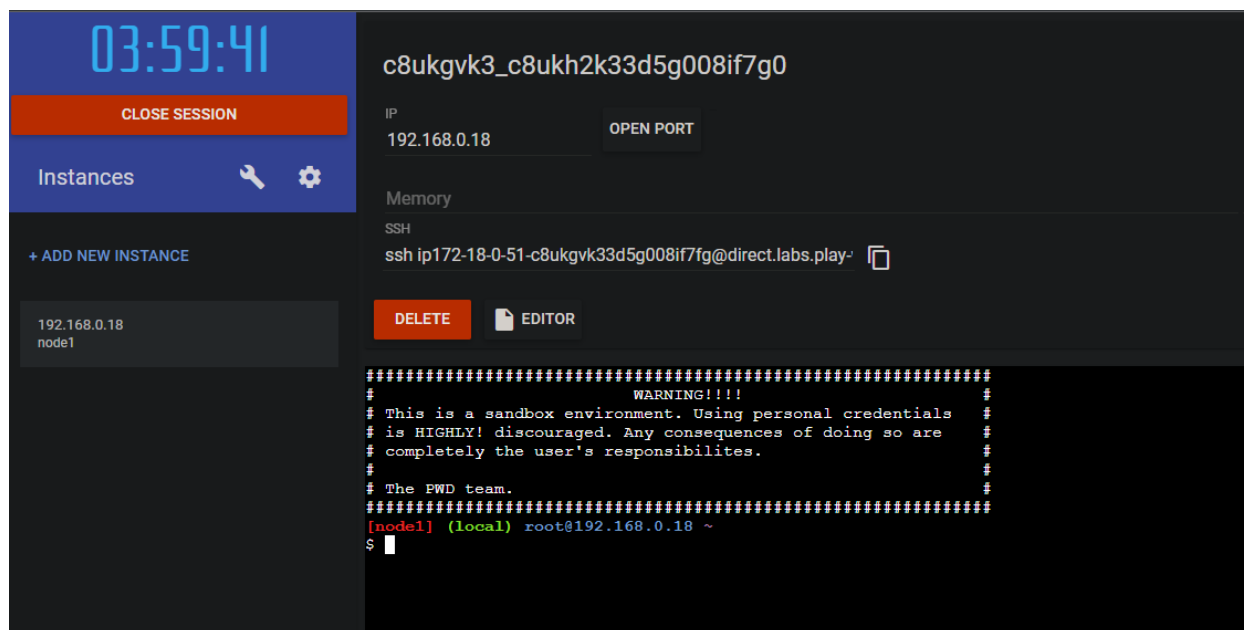 03:59:41
CLOSE SESSION
Instances
+ ADD NEW INSTANCE
192.168.0.18
node1
c8ukgvk3_c8ukh2k33d5g008if7g0
IP
192.168.0.18
OPEN PORT
Memory
SSH
ssh ip172-18-0-51-c8ukgvk33d5g008if7fg@direct.labs.play-
DELETE
EDITOR
###############################################################
# WARNING!!!! #
# This is a sandbox environment. Using personal credentials #
# is HIGHLY! discouraged. Any consequences of doing so are #
# completely the user's responsibilites. #
# #
# The PWD team. #
###############################################################
[node1] (local) root@192.168.0.18 ~
$